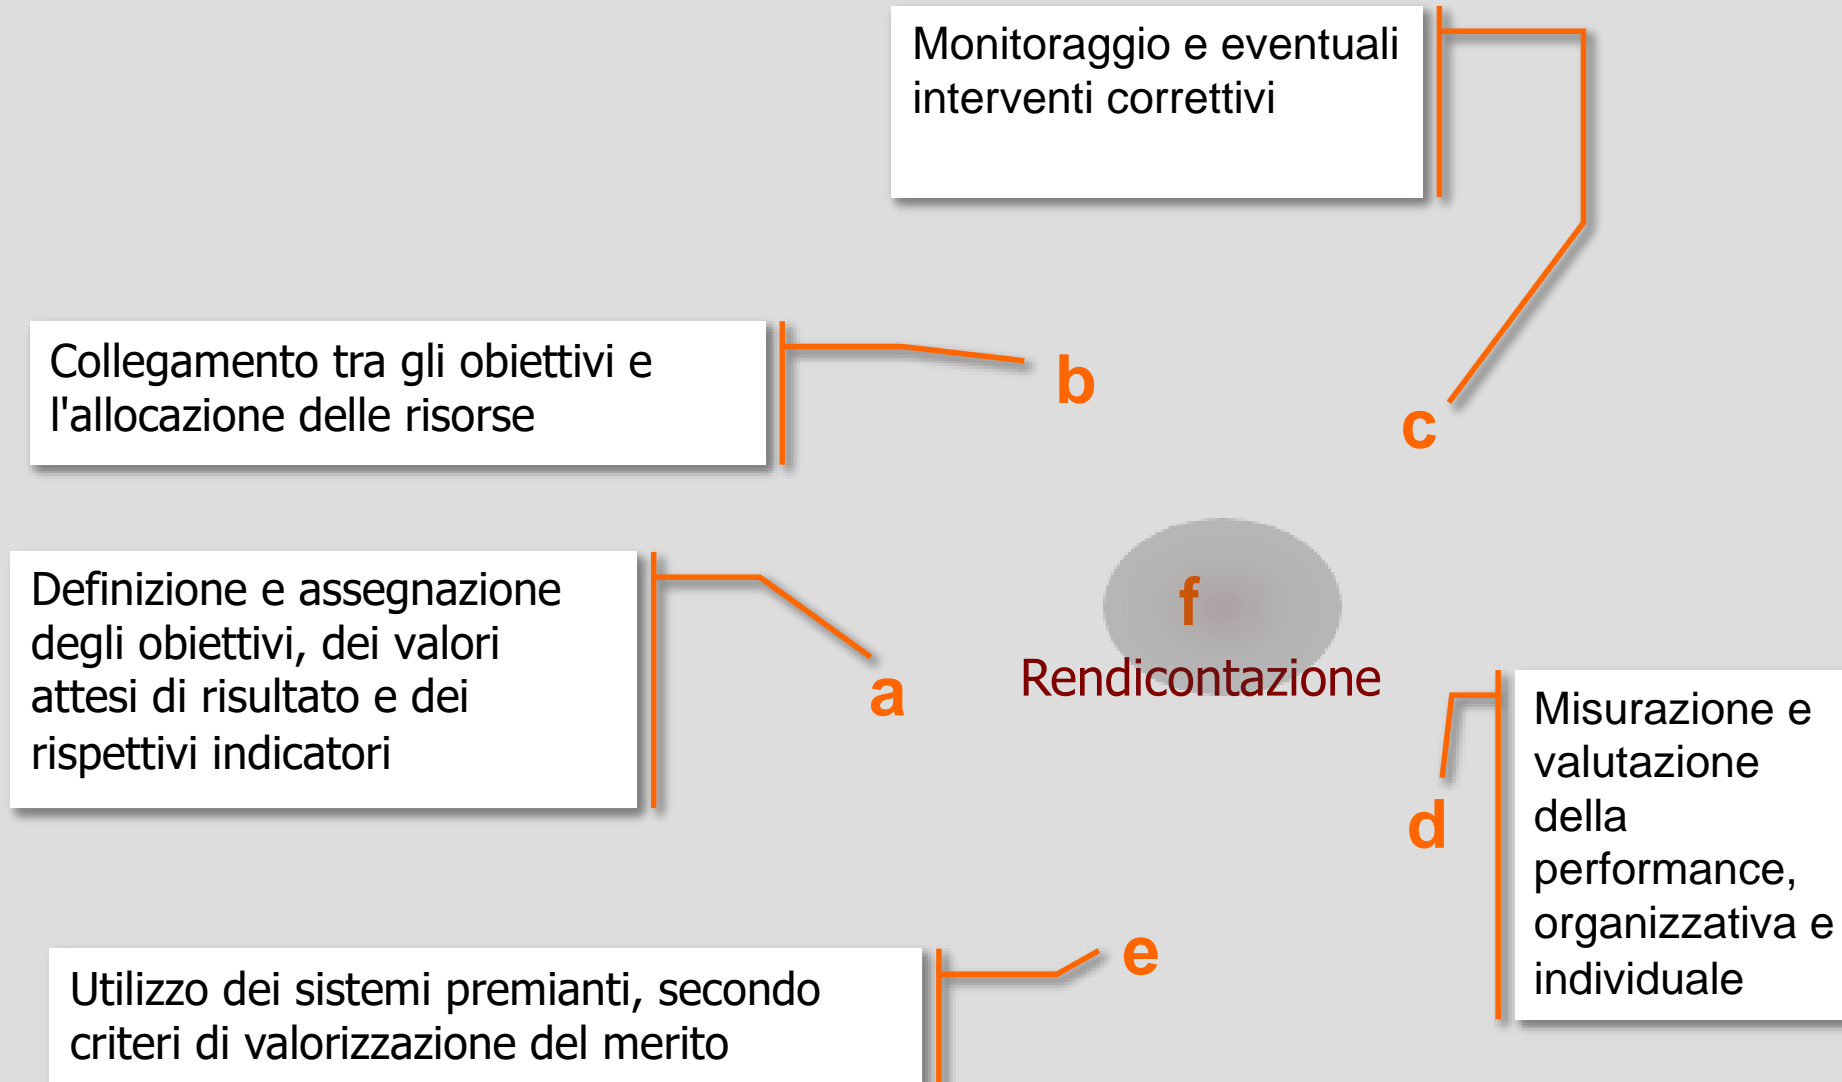 Monitoraggio e eventuali
interventi correttivi
Collegamento tra gli obiettivi e
l'allocazione delle risorse
b
c
Definizione e assegnazione
degli obiettivi, dei valori
attesi di risultato e dei
rispettivi indicatori
a
f
Rendicontazione
d
Misurazione e
valutazione
della
performance,
organizzativa e
individuale
e
Utilizzo dei sistemi premianti, secondo
criteri di valorizzazione del merito